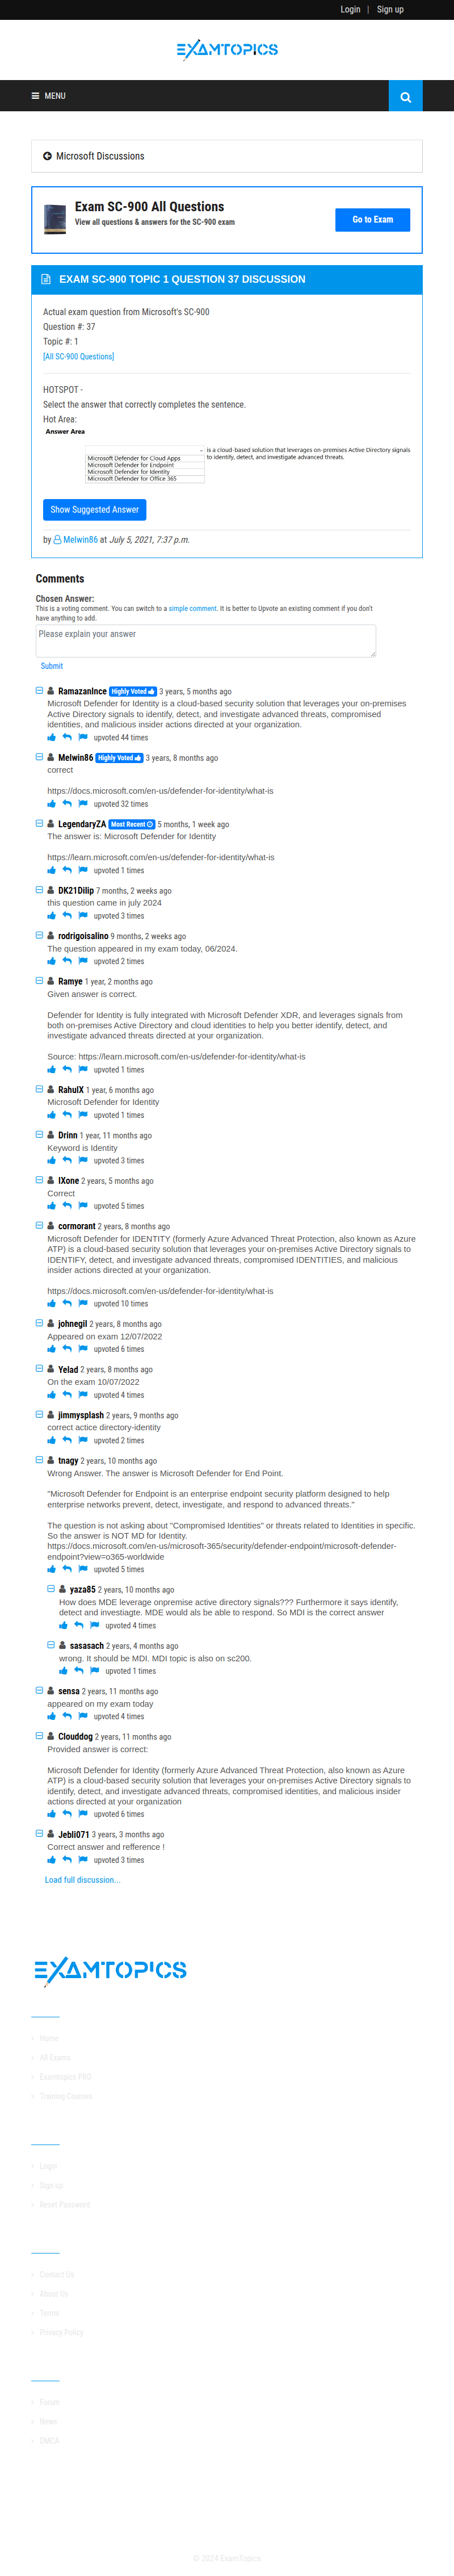 Login | Sign up
EXAMTOPICS
MENU
Microsoft Discussions
Exam SC-900 All Questions
View all questions & answers for the SC-900 exam
Go to Exam
EXAM SC-900 TOPIC 1 QUESTION 37 DISCUSSION
Actual exam question from Microsoft's SC-900
Question #: 37
Topic #: 1
[All SC-900 Questions]
HOTSPOT -
Select the answer that correctly completes the sentence.
Hot Area:
Answer Area
is a cloud-based solution that leverages on-premises Active Directory signals
to identify, detect, and investigate advanced threats.
Microsoft Defender for Cloud Apps
Microsoft Defender for Endpoint
Microsoft Defender for Identity
Microsoft Defender for Office 365
Show Suggested Answer
by Melwin86 at July 5, 2021, 7:37 p.m.
Comments
Chosen Answer:
This is a voting comment. You can switch to a simple comment. It is better to Upvote an existing comment if you don't
have anything to add.
Please explain your answer
Submit
RamazanInce Highly Voted 3 years, 5 months ago
Microsoft Defender for Identity is a cloud-based security solution that leverages your on-premises
Active Directory signals to identify, detect, and investigate advanced threats, compromised
identities, and malicious insider actions directed at your organization.
upvoted 44 times
Melwin86 Highly Voted 3 years, 8 months ago
correct
https://docs.microsoft.com/en-us/defender-for-identity/what-is
upvoted 32 times
LegendaryZA Most Recent 5 months, 1 week ago
The answer is: Microsoft Defender for Identity
https://learn.microsoft.com/en-us/defender-for-identity/what-is
upvoted 1 times
DK21Dilip 7 months, 2 weeks ago
this question came in july 2024
upvoted 3 times
rodrigoisalino 9 months, 2 weeks ago
The question appeared in my exam today, 06/2024.
upvoted 2 times
Ramye 1 year, 2 months ago
Given answer is correct.
Defender for Identity is fully integrated with Microsoft Defender XDR, and leverages signals from
both on-premises Active Directory and cloud identities to help you better identify, detect, and
investigate advanced threats directed at your organization.
Source: https://learn.microsoft.com/en-us/defender-for-identity/what-is
upvoted 1 times
RahulX 1 year, 6 months ago
Microsoft Defender for Identity
upvoted 1 times
Drinn 1 year, 11 months ago
Keyword is Identity
upvoted 3 times
IXone 2 years, 5 months ago
Correct
upvoted 5 times
cormorant 2 years, 8 months ago
Microsoft Defender for IDENTITY (formerly Azure Advanced Threat Protection, also known as Azure
ATP) is a cloud-based security solution that leverages your on-premises Active Directory signals to
IDENTIFY, detect, and investigate advanced threats, compromised IDENTITIES, and malicious
insider actions directed at your organization.
https://docs.microsoft.com/en-us/defender-for-identity/what-is
upvoted 10 times
johnegil 2 years, 8 months ago
Appeared on exam 12/07/2022
upvoted 6 times
Yelad 2 years, 8 months ago
On the exam 10/07/2022
upvoted 4 times
jimmysplash 2 years, 9 months ago
correct actice directory-identity
upvoted 2 times
tnagy 2 years, 10 months ago
Wrong Answer. The answer is Microsoft Defender for End Point.
"Microsoft Defender for Endpoint is an enterprise endpoint security platform designed to help
enterprise networks prevent, detect, investigate, and respond to advanced threats."
The question is not asking about "Compromised Identities" or threats related to Identities in specific.
So the answer is NOT MD for Identity.
https://docs.microsoft.com/en-us/microsoft-365/security/defender-endpoint/microsoft-defender-
endpoint?view=o365-worldwide
upvoted 5 times
yaza85 2 years, 10 months ago
How does MDE leverage onpremise active directory signals??? Furthermore it says identify,
detect and investiagte. MDE would als be able to respond. So MDI is the correct answer
upvoted 4 times
sasasach 2 years, 4 months ago
wrong. It should be MDI. MDI topic is also on sc200.
upvoted 1 times
sensa 2 years, 11 months ago
appeared on my exam today
upvoted 4 times
Clouddog 2 years, 11 months ago
Provided answer is correct:
Microsoft Defender for Identity (formerly Azure Advanced Threat Protection, also known as Azure
ATP) is a cloud-based security solution that leverages your on-premises Active Directory signals to
identify, detect, and investigate advanced threats, compromised identities, and malicious insider
actions directed at your organization
upvoted 6 times
Jebli071 3 years, 3 months ago
Correct answer and refference !
upvoted 3 times
Load full discussion...
EXAMTOPICS
Home
All Exams
Examtopics PRO
Training Courses
Login
Sign up
Reset Password
Contact Us
About Us
Terms
Privacy Policy
Forum
News
DMCA
© 2024 ExamTopics